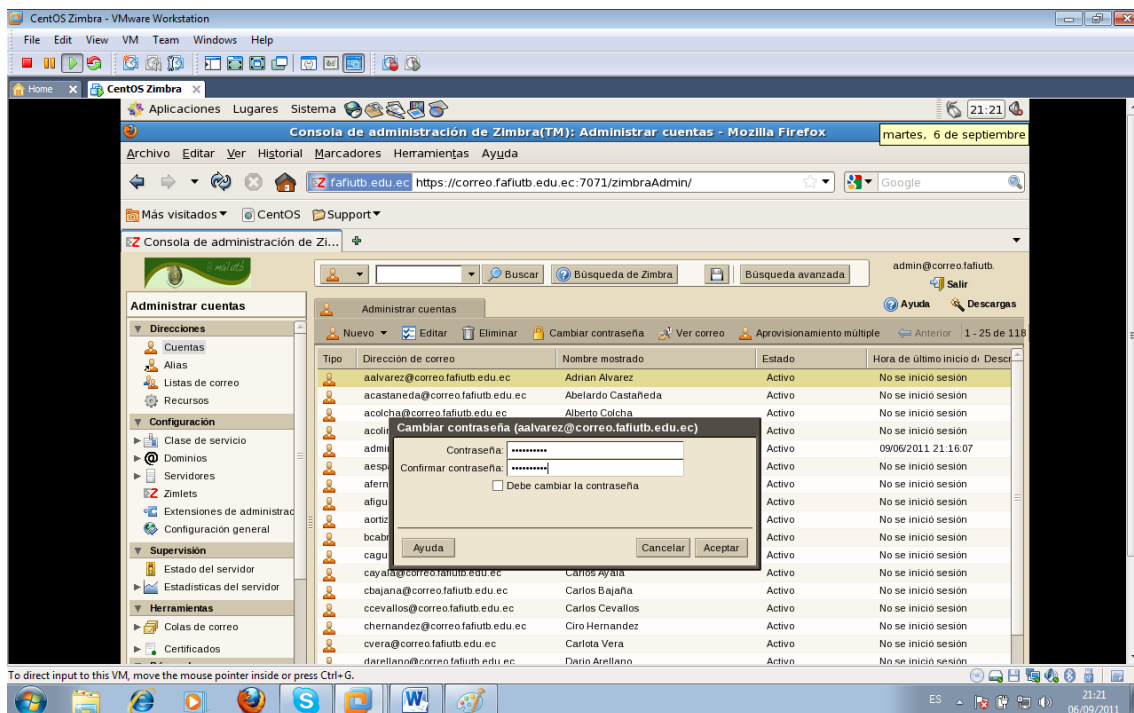 CentOS Zimbra - VMware Workstation
File Edit View VM Team Windows Help
Home X CentOS Zimbra X
Aplicaciones Lugares Sistema 21:21
Consola de administración de Zimbra(TM): Administrar cuentas - Mozilla Firefox
martes, 6 de septiembre
Archivo Editar Ver Historial Marcadores Herramientas Ayuda
fafiutb.edu.ec https://correo.fafiutb.edu.ec:7071/zimbraAdmin/ Google
Más visitados CentOS Support
Consola de administración de Zi...
admin@correo.fafiutb.
Buscar Búsqueda de Zimbra Búsqueda avanzada
Salir
Ayuda Descargas
Administrar cuentas
Administrar cuentas
Nuevo Editar Eliminar Cambiar contraseña Ver correo Aprovisionamiento múltiple Anterior 1 - 25 de 118
Direcciones
Cuentas
Alias
Listas de correo
Recursos
Configuración
Clase de servicio
Dominios
Servidores
Zimlets
Extensiones de administrac
Configuración general
Supervisión
Estado del servidor
Estadísticas del servidor
Herramientas
Colas de correo
Certificados
Tipo Dirección de correo Nombre mostrado Estado Hora de último inicio d Descr
aalvarez@correo.fafiutb.edu.ec Adrian Alvarez Activo No se inició sesión
acastaneda@correo.fafiutb.edu.ec Abelardo Castañeda Activo No se inició sesión
acolcha@correo.fafiutb.edu.ec Alberto Colcha Activo No se inició sesión
acolin Activo No se inició sesión
admi Activo 09/06/2011 21:16:07
aesp Activo No se inició sesión
afern Activo No se inició sesión
afigu Activo No se inició sesión
aortiz Activo No se inició sesión
bcab Activo No se inició sesión
cagu Activo No se inició sesión
cayala@correo.fafiutb.edu.ec Carlos Ayala Activo No se inició sesión
cbajana@correo.fafiutb.edu.ec Carlos Bajaña Activo No se inició sesión
ccevallos@correo.fafiutb.edu.ec Carlos Cevallos Activo No se inició sesión
chernandez@correo.fafiutb.edu.ec Ciro Hernandez Activo No se inició sesión
cvera@correo.fafiutb.edu.ec Carlota Vera Activo No se inició sesión
darellano@correo.fafiutb.edu.ec Dario Arellano Activo No se inició sesión
Cambiar contraseña (aalvarez@correo.fafiutb.edu.ec)
Contraseña: ••••••••••
Confirmar contraseña: ••••••••••
Debe cambiar la contraseña
Ayuda Cancelar Aceptar
To direct input to this VM, move the mouse pointer inside or press Ctrl+G.
ES 21:21
06/09/2011